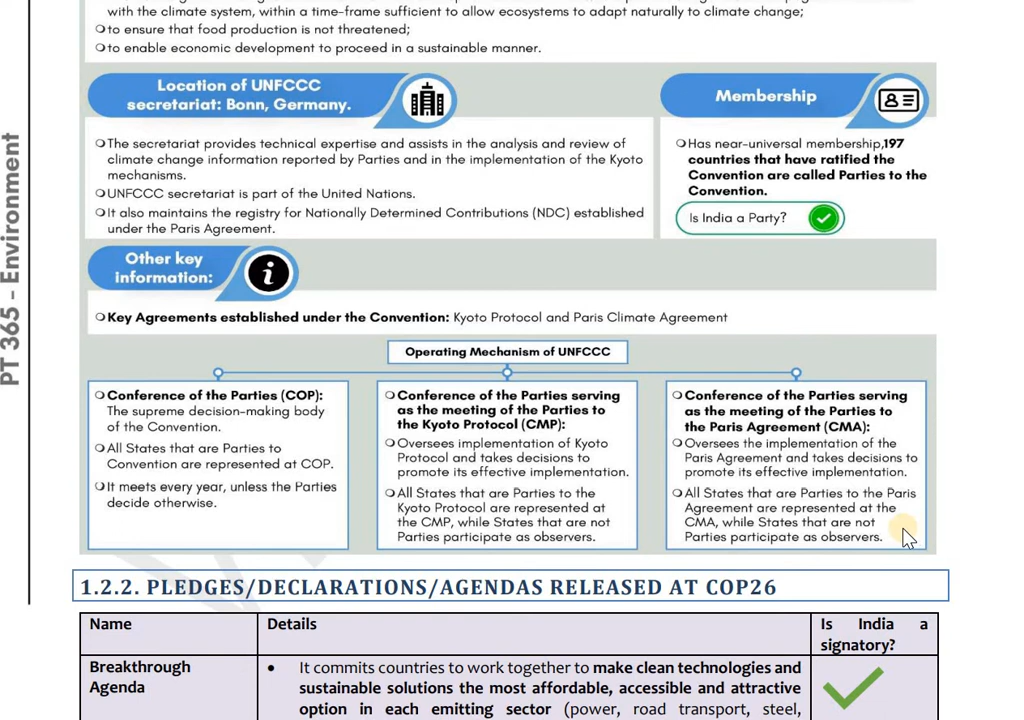 with the climate system, within a time-frame sufficient to allow ecosystems to adapt naturally to climate change;
to ensure that food production is not threatened;
to enable economic development to proceed in a sustainable manner.
Location of UNFCCC
secretariat: Bonn, Germany.
The secretariat provides technical expertise and assists in the analysis and review of
climate change information reported by Parties and in the implementation of the Kyoto
mechanisms.
UNFCCC secretariat is part of the United Nations.
It also maintains the registry for Nationally Determined Contributions (NDC) established
under the Paris Agreement.
Membership
Has near-universal membership,197
countries that have ratified the
Convention are called Parties to the
Convention.
Is India a Party?
Other key
information:
Key Agreements established under the Convention: Kyoto Protocol and Paris Climate Agreement
Operating Mechanism of UNFCCC
Conference of the Parties (COP):
The supreme decision-making body
of the Convention.
All States that are Parties to
Convention are represented at COP.
It meets every year, unless the Parties
decide otherwise.
Conference of the Parties serving
as the meeting of the Parties to
the Kyoto Protocol (CMP):
Oversees implementation of Kyoto
Protocol and takes decisions to
promote its effective implementation.
All States that are Parties to the
Kyoto Protocol are represented at
the CMP, while States that are not
Parties participate as observers.
Conference of the Parties serving
as the meeting of the Parties to
the Paris Agreement (CMA):
Oversees the implementation of the
Paris Agreement and takes decisions to
promote its effective implementation.
All States that are Parties to the Paris
Agreement are represented at the
CMA, while States that are not
Parties participate as observers.
PT 365 - Environment
1.2.2. PLEDGES/DECLARATIONS/AGENDAS RELEASED AT COP26
Name
Details
Is India a
signatory?
Breakthrough
Agenda
• It commits countries to work together to make clean technologies and
sustainable solutions the most affordable, accessible and attractive
option in each emitting sector (power, road transport, steel,